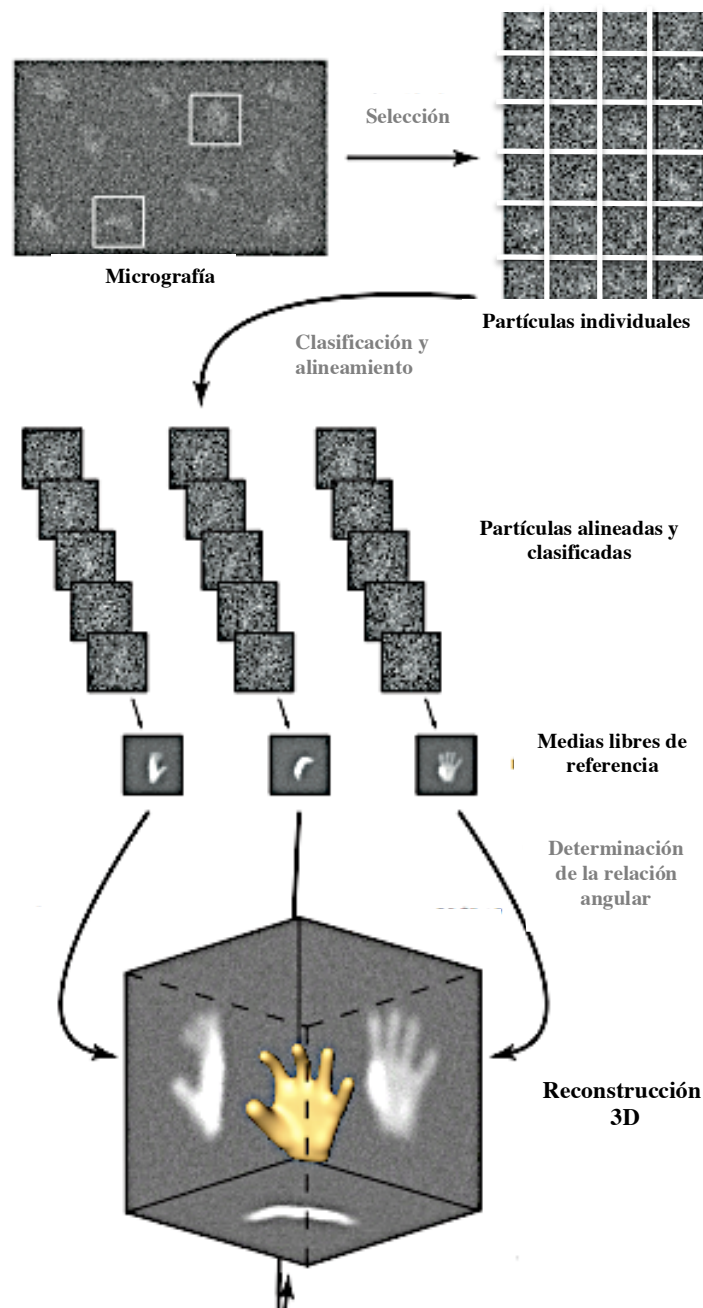 Selección
Micrografía
Partículas individuales
Clasificación y
alineamiento
Partículas alineadas y
clasificadas
Medias libres de
referencia
Determinación
de la relación
angular
Reconstrucción
3D